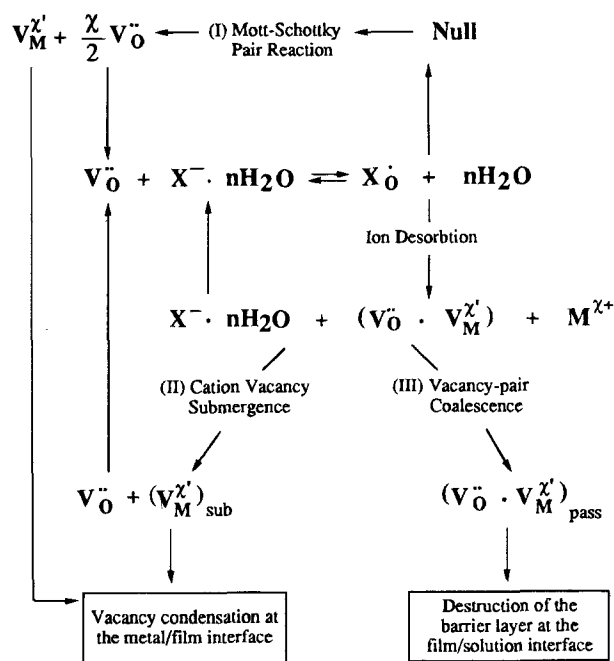 V_M^χ′ + χ/2 V_O^¨ (I) Mott-Schottky Null
Pair Reaction
V_O^¨ + X⁻ · nH₂O ⇌ X_O^˙ + nH₂O
Ion Desorbtion
X⁻ · nH₂O + (V_O^¨ · V_M^χ′) + M^χ+
(II) Cation Vacancy
Submergence
(III) Vacancy-pair
Coalescence
V_O^¨ + (V_M^χ′)sub
(V_O^¨ · V_M^χ′)pass
Vacancy condensation at
the metal/film interface
Destruction of the
barrier layer at the
film/solution interface